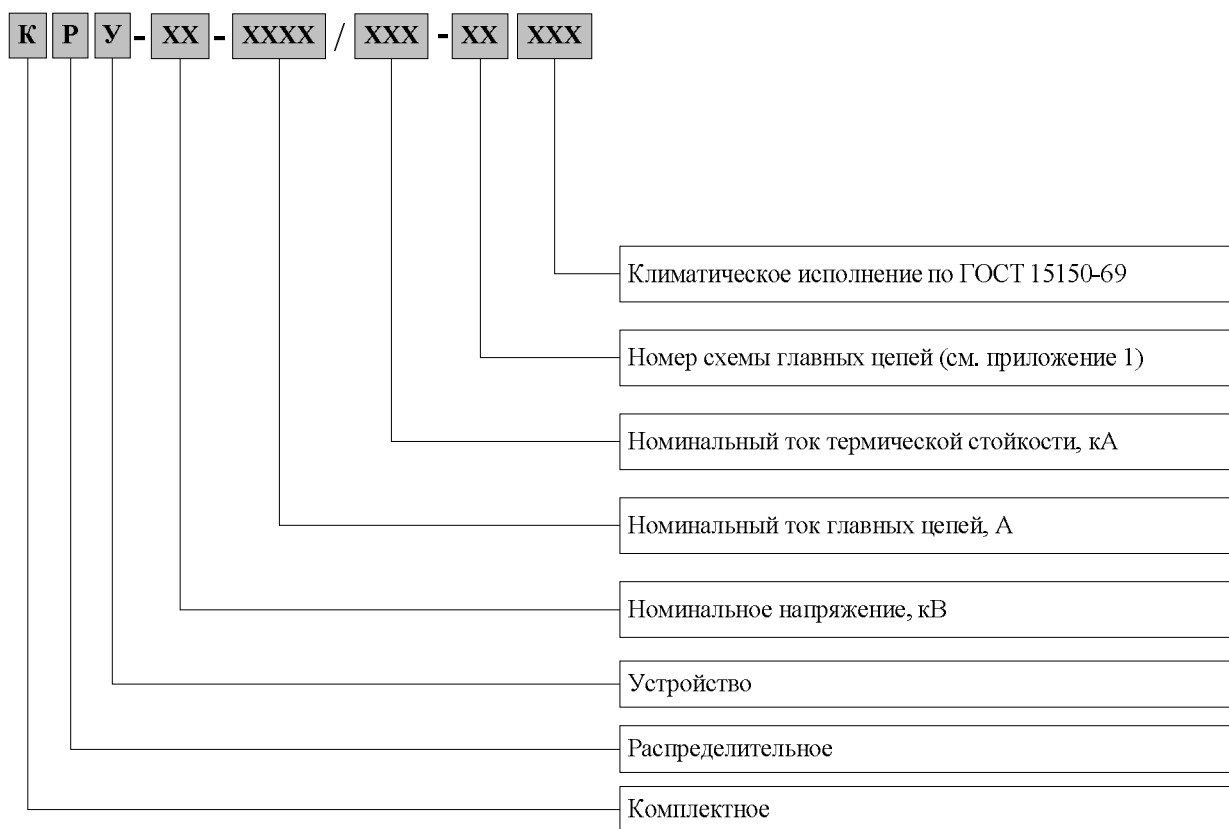 К Р У - ХХ - ХХХХ / ХХХ - ХХ ХХХ
Климатическое исполнение по ГОСТ 15150-69
Номер схемы главных цепей (см. приложение 1)
Номинальный ток термической стойкости, кА
Номинальный ток главных цепей, А
Номинальное напряжение, кВ
Устройство
Распределительное
Комплектное